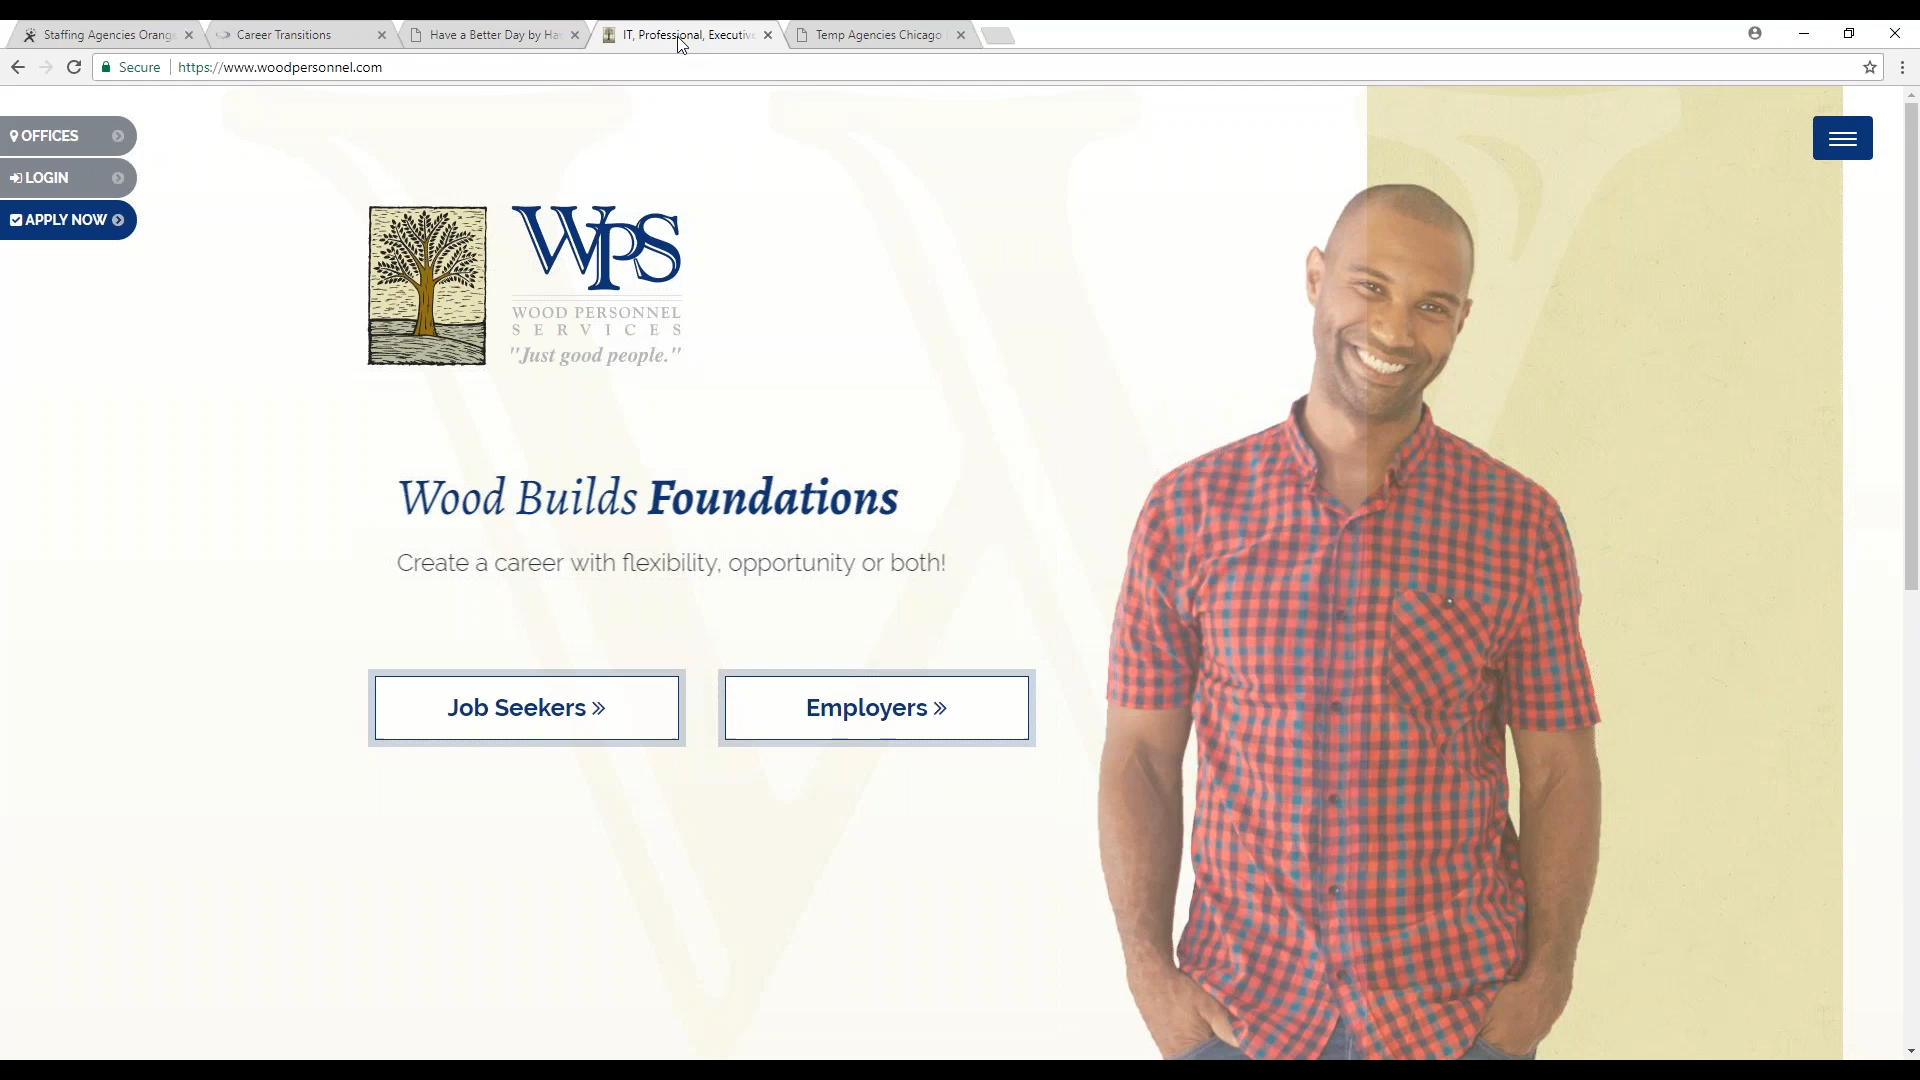 Staffing Agencies Orange
Career Transitions
Have a Better Day by Ha
IT, Professional, Executiv
Temp Agencies Chicago
Secure
https://www.woodpersonnel.com
OFFICES
LOGIN
APPLY NOW
WPS
WOOD PERSONNEL
SERVICES
"Just good people."
Wood Builds Foundations
Create a career with flexibility, opportunity or both!
Job Seekers »
Employers »